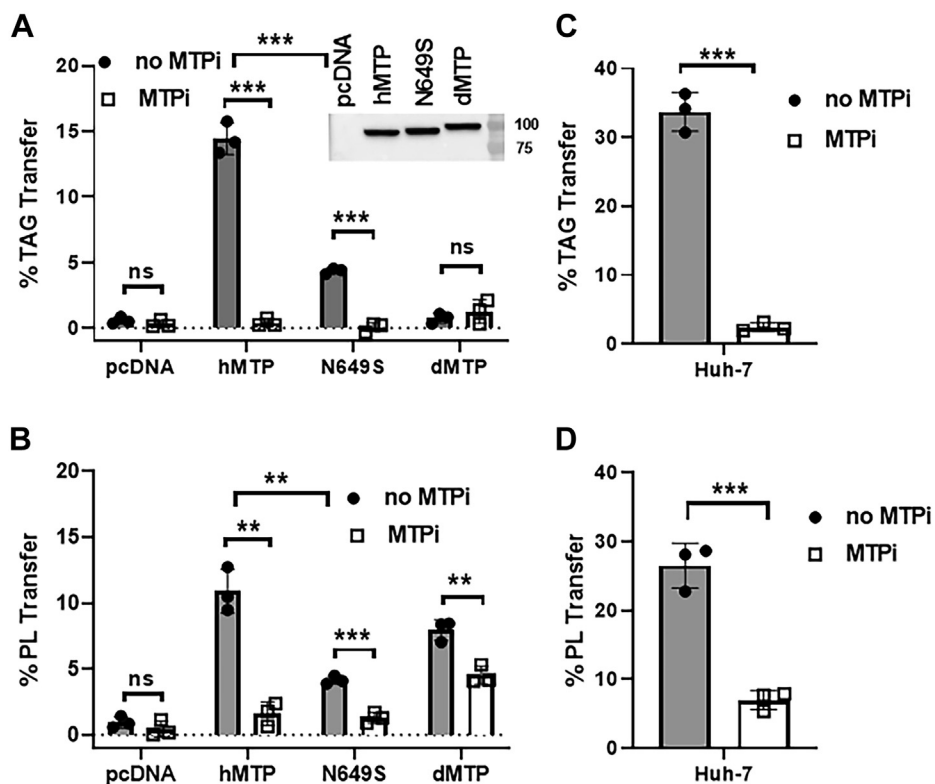 A
% TAG Transfer
20
15
10
5
0
no MTPi
MTPi
***
***
***
ns
ns
pcDNA
hMTP
N649S
dMTP
100
75
pcDNA
hMTP
N649S
dMTP
C
% TAG Transfer
40
30
20
10
0
***
no MTPi
MTPi
Huh-7
B
% PL Transfer
20
15
10
5
0
**
no MTPi
MTPi
ns
**
***
**
pcDNA
hMTP
N649S
dMTP
D
% PL Transfer
40
30
20
10
0
***
no MTPi
MTPi
Huh-7